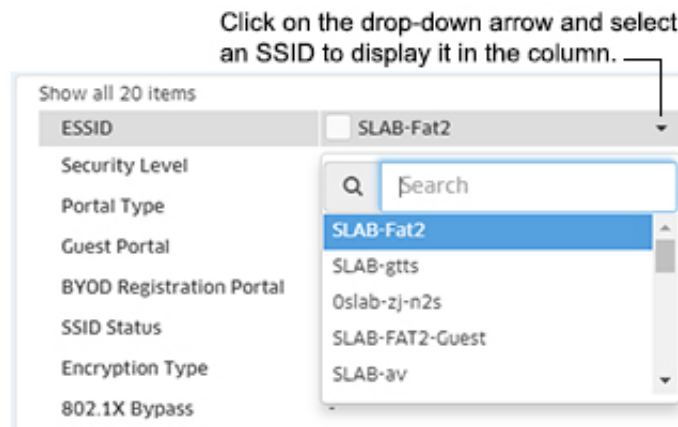 Click on the drop-down arrow and select
an SSID to display it in the column.
Show all 20 items
ESSID SLAB-Fat2
Security Level
Search
Portal Type
SLAB-Fat2
Guest Portal
SLAB-gtts
BYOD Registration Portal
0slab-zj-n2s
SSID Status
SLAB-FAT2-Guest
Encryption Type
SLAB-av
802.1X Bypass -